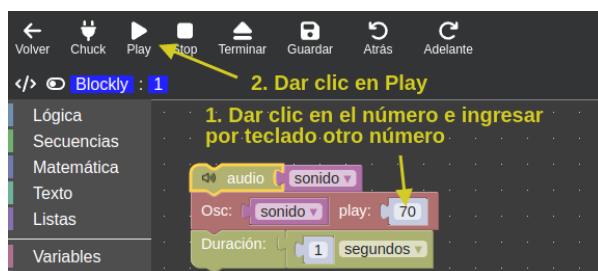 Volver Chuck Play Stop Terminar Guardar Atrás Adelante
</> Blockly : 1
2. Dar clic en Play
Lógica
Secuencias
Matemática
Texto
Listas
Variables
1. Dar clic en el número e ingresar
por teclado otro número
audio sonido
Osc: sonido play: 70
Duración: 1 segundos